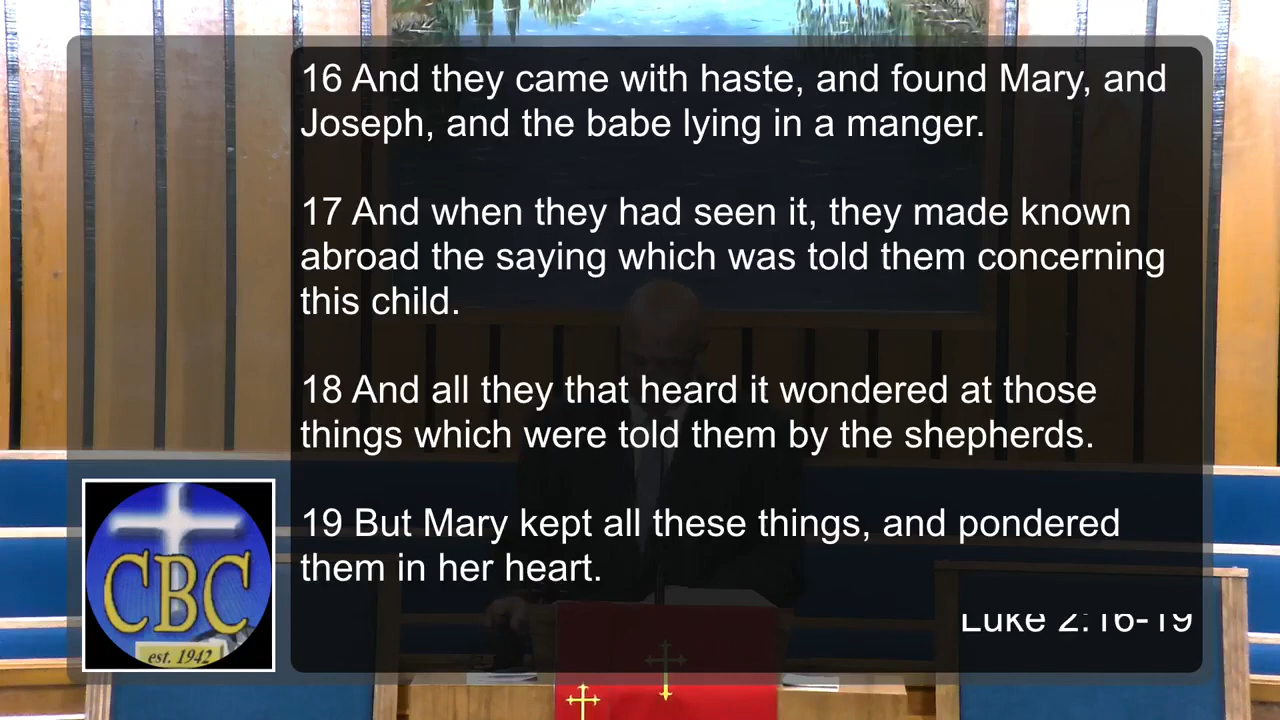 16 And they came with haste, and found Mary, and
Joseph, and the babe lying in a manger.
17 And when they had seen it, they made known
abroad the saying which was told them concerning
this child.
18 And all they that heard it wondered at those
things which were told them by the shepherds.
19 But Mary kept all these things, and pondered
them in her heart.
Luke 2:16-19
CBC
est. 1942